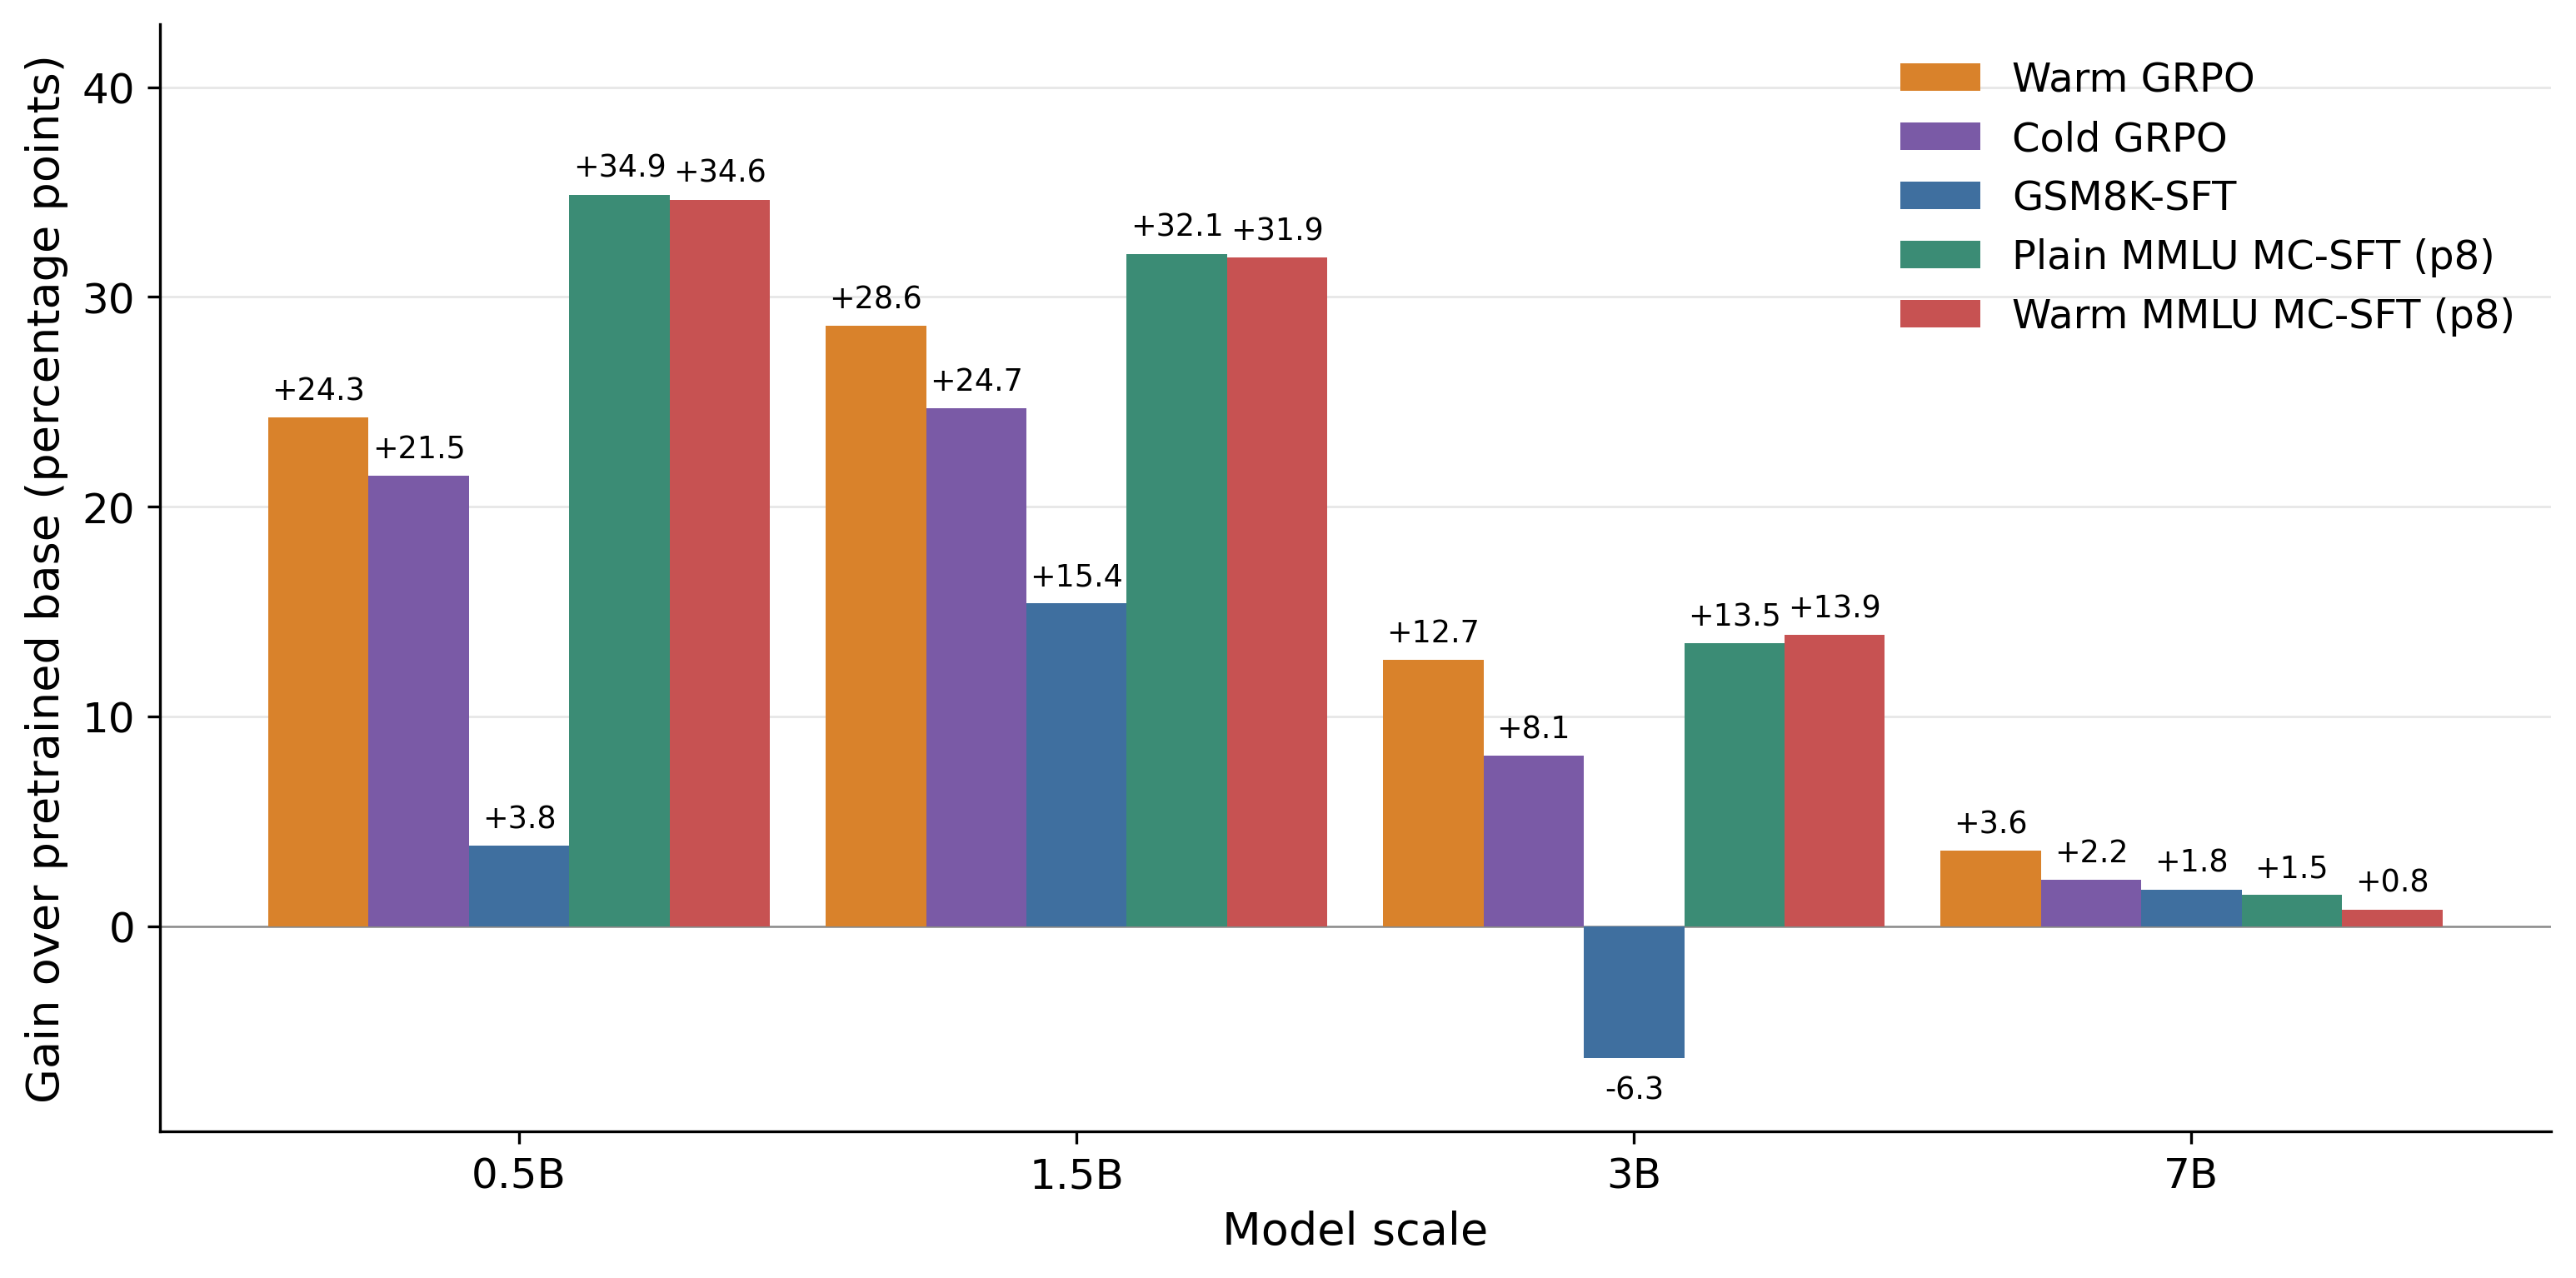 Gain over pretrained base (percentage points)
40
30
20
10
0
Warm GRPO
Cold GRPO
GSM8K-SFT
Plain MMLU MC-SFT (p8)
Warm MMLU MC-SFT (p8)
+24.3
+21.5
+3.8
+34.9
+34.6
+28.6
+24.7
+15.4
+32.1
+31.9
+12.7
+8.1
-6.3
+13.5
+13.9
+3.6
+2.2
+1.8
+1.5
+0.8
0.5B
1.5B
3B
7B
Model scale